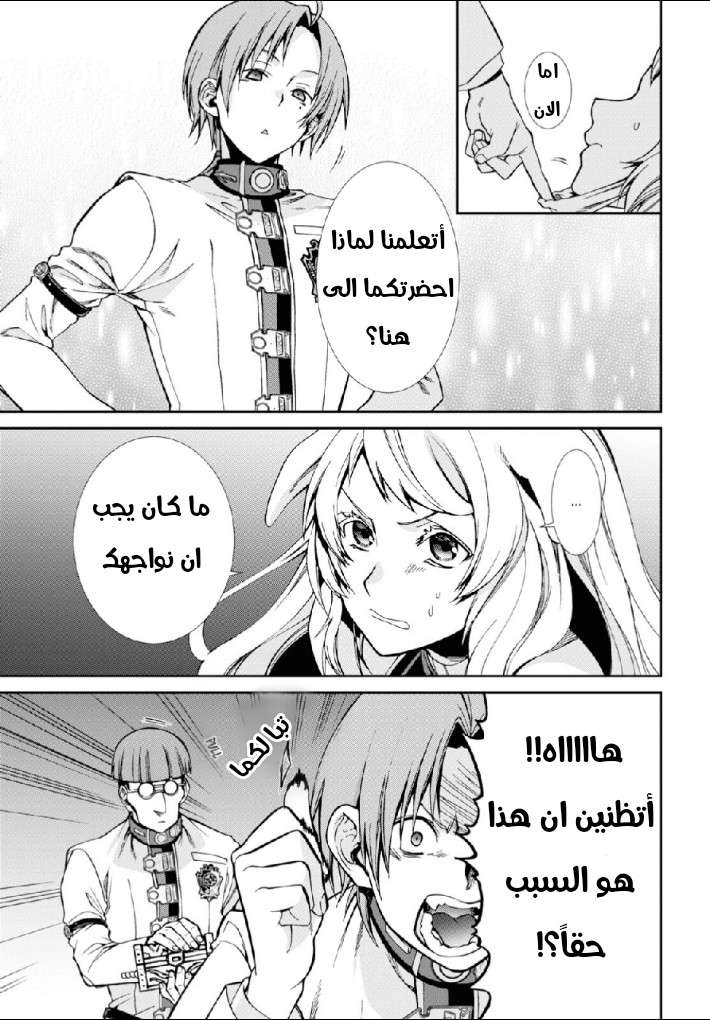 اما
الان
أتعلمنا لماذا
احضرتكما الى
هنا؟
...
ما كان يجب
ان نواجهك
هااااه!!
أتظنين ان هذا
هو السبب
حقاً؟!
تبا لكما
PULL